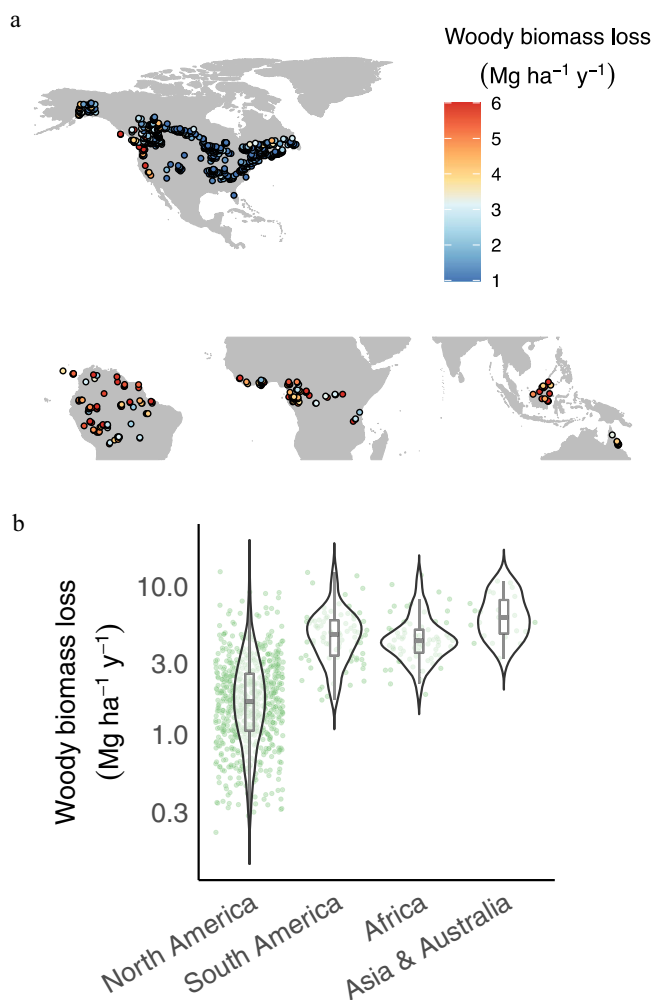 a
Woody biomass loss
(Mg ha⁻¹ y⁻¹)
6
5
4
3
2
1
b
Woody biomass loss
(Mg ha⁻¹ y⁻¹)
10.0
3.0
1.0
0.3
North America
South America
Africa
Asia & Australia